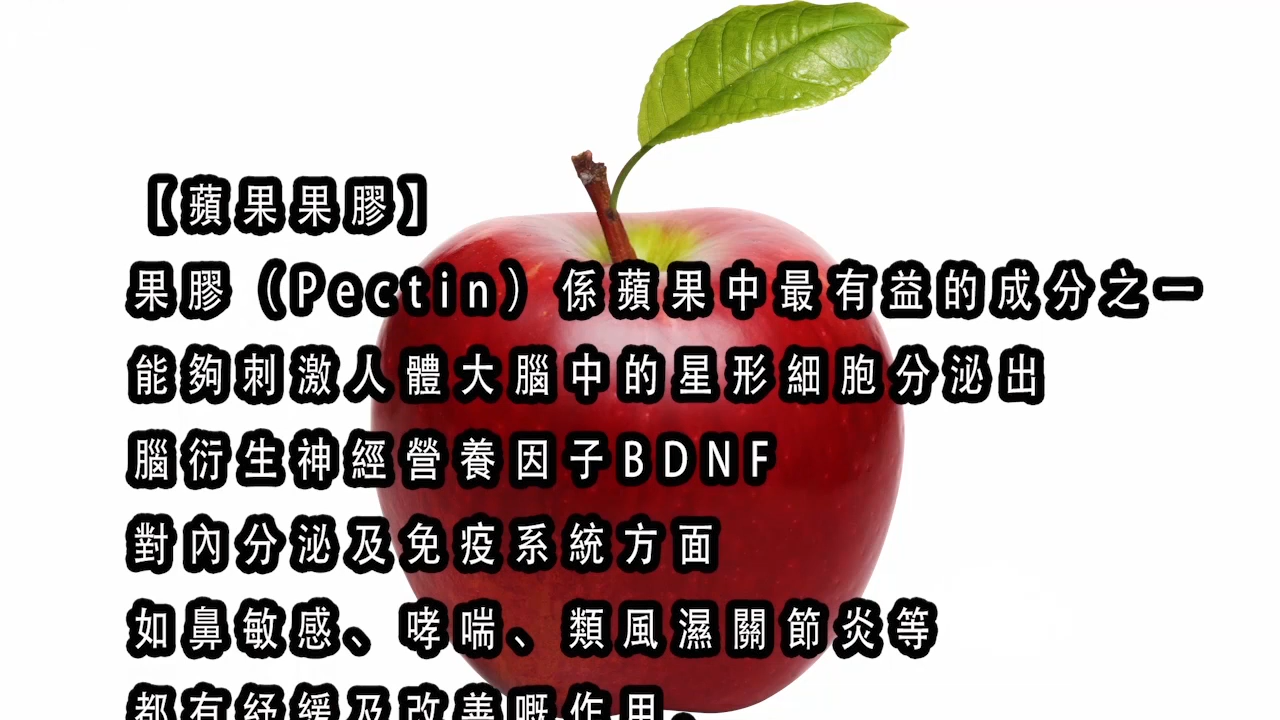 【蘋果果膠】
果膠（Pectin）係蘋果中最有益的成分之一
能夠刺激人體大腦中的星形細胞分泌出
腦衍生神經營養因子BDNF
對內分泌及免疫系統方面
如鼻敏感、哮喘、類風濕關節炎等
都有紓緩及改善嘅作用。